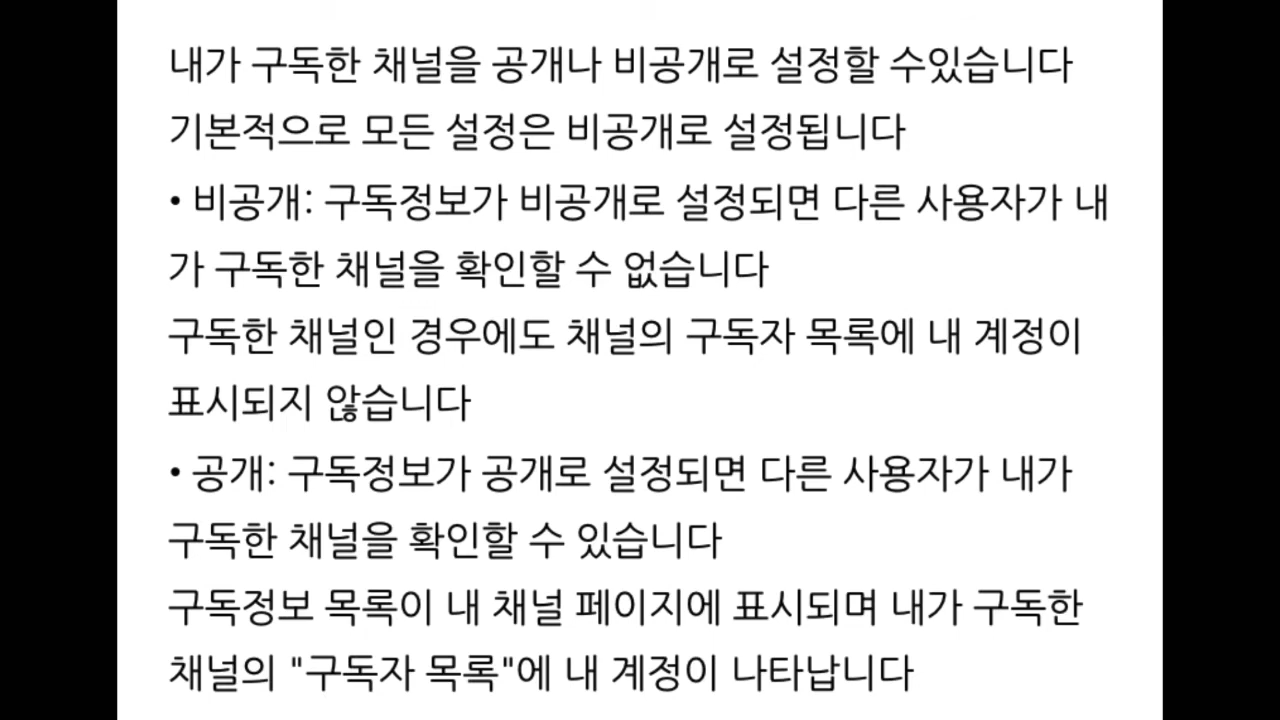 내가 구독한 채널을 공개나 비공개로 설정할 수있습니다
기본적으로 모든 설정은 비공개로 설정됩니다
• 비공개: 구독정보가 비공개로 설정되면 다른 사용자가 내
가 구독한 채널을 확인할 수 없습니다
구독한 채널인 경우에도 채널의 구독자 목록에 내 계정이
표시되지 않습니다
• 공개: 구독정보가 공개로 설정되면 다른 사용자가 내가
구독한 채널을 확인할 수 있습니다
구독정보 목록이 내 채널 페이지에 표시되며 내가 구독한
채널의 "구독자 목록"에 내 계정이 나타납니다